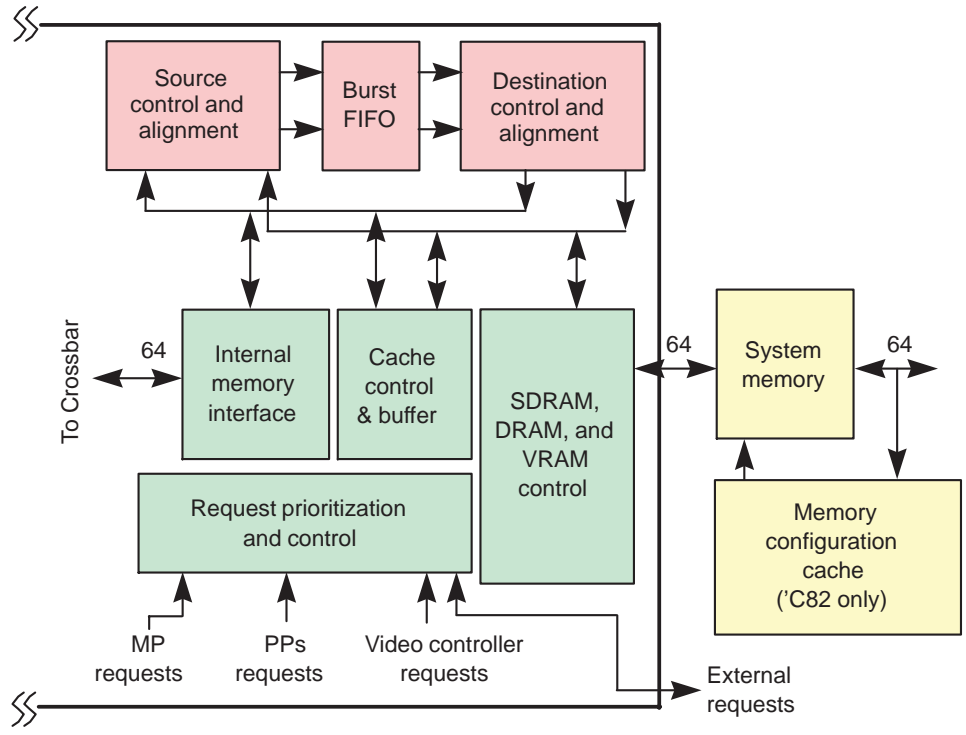 Source
control and
alignment
Burst
FIFO
Destination
control and
alignment
To Crossbar
64
Internal
memory
interface
Cache
control
& buffer
SDRAM,
DRAM, and
VRAM
control
64
System
memory
64
Request prioritization
and control
Memory
configuration
cache
('C82 only)
MP
requests
PPs
requests
Video controller
requests
External
requests